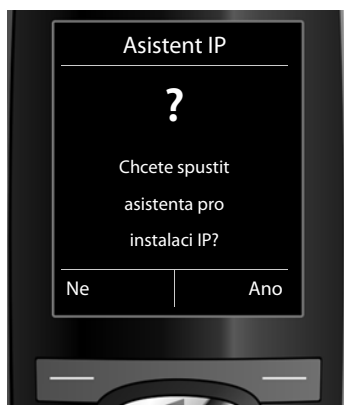 Asistent IP
?
Chcete spustit
asistenta pro
instalaci IP?
Ne Ano